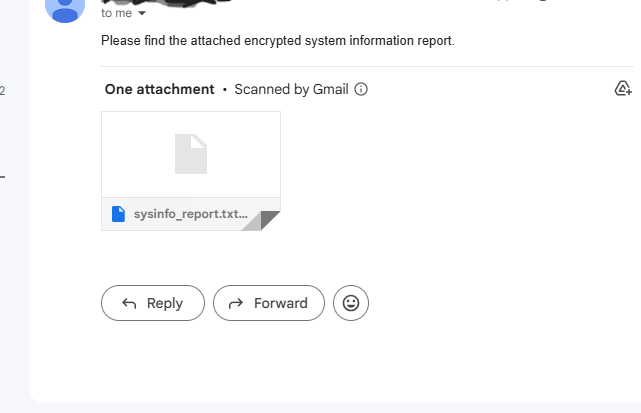 to me
Please find the attached encrypted system information report.
One attachment • Scanned by Gmail
2
sysinfo_report.txt...
Reply
Forward